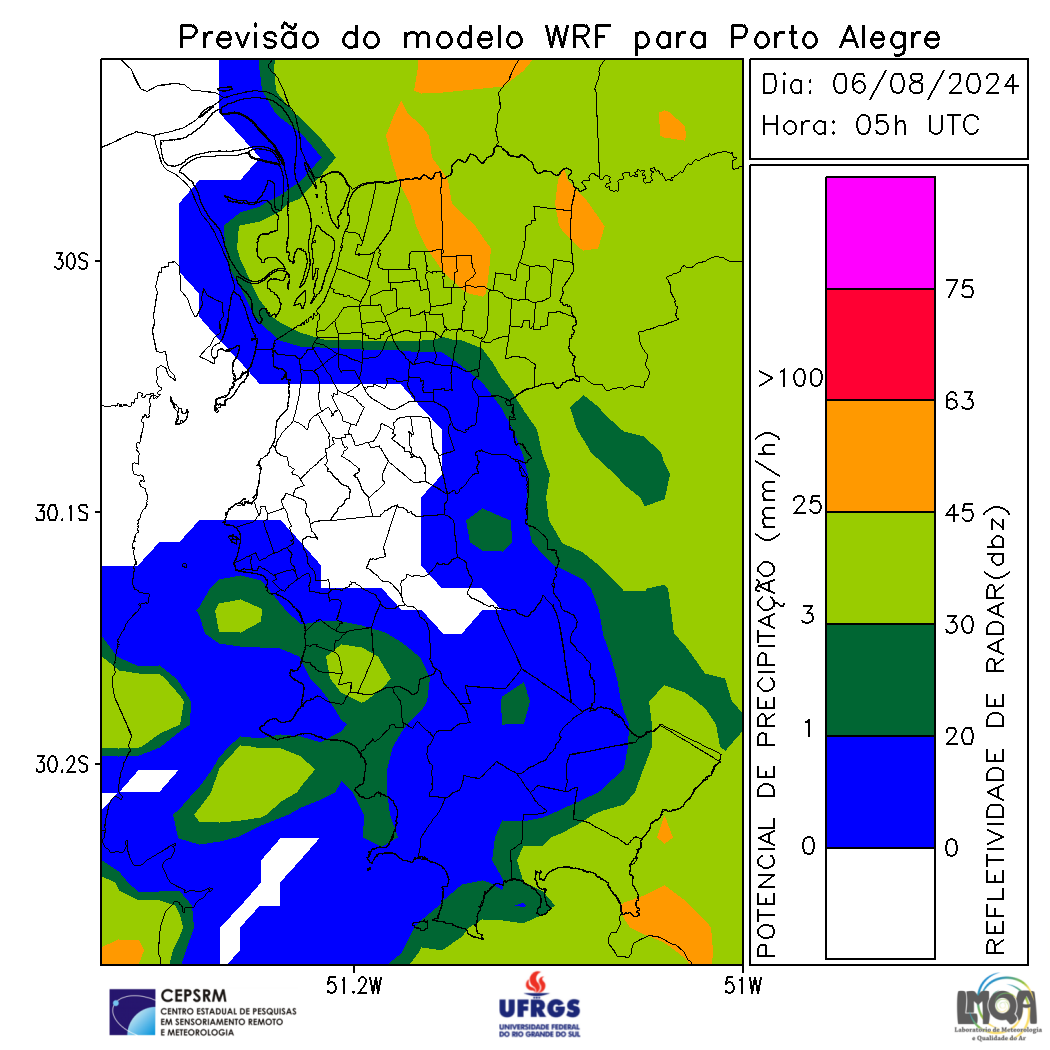 Previsão do modelo WRF para Porto Alegre
Dia: 06/08/2024
Hora: 05h UTC
30S
30.1S
30.2S
51.2W
51W
POTENCIAL DE PRECIPITAÇÃO (mm/h)
>100
25
3
1
0
75
63
45
30
20
0
REFLETIVIDADE DE RADAR(dbz)
CEPSRM
CENTRO ESTADUAL DE PESQUISAS
EM SENSORIAMENTO REMOTO
E METEOROLOGIA
UFRGS
UNIVERSIDADE FEDERAL
DO RIO GRANDE DO SUL
LMQA
Laboratório de Meteorologia
e Qualidade do Ar